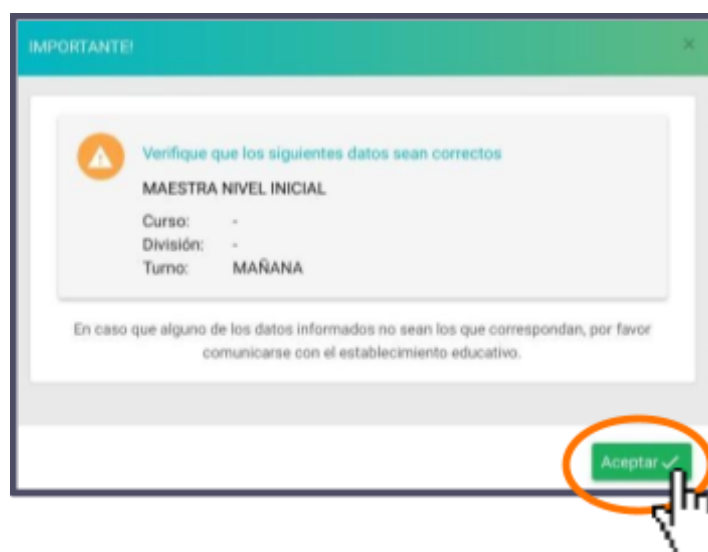 IMPORTANTE!
Verifique que los siguientes datos sean correctos
MAESTRA NIVEL INICIAL
Curso: -
División: -
Turno: MAÑANA
En caso que alguno de los datos informados no sean los que correspondan, por favor
comunicarse con el establecimiento educativo.
Aceptar